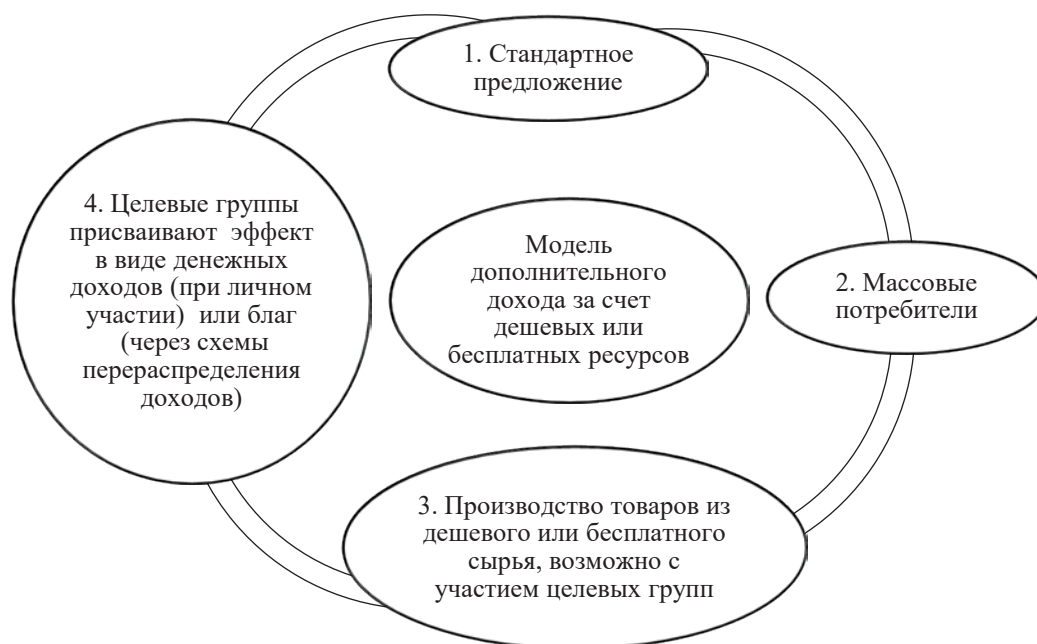 1. Стандартное
предложение
4. Целевые группы
присваивают эффект
в виде денежных
доходов (при личном
участии) или благ
(через схемы
перераспределения
доходов)
Модель
дополнительного
дохода за счет
дешевых или
бесплатных ресурсов
2. Массовые
потребители
3. Производство товаров из
дешевого или бесплатного
сырья, возможно с
участием целевых групп